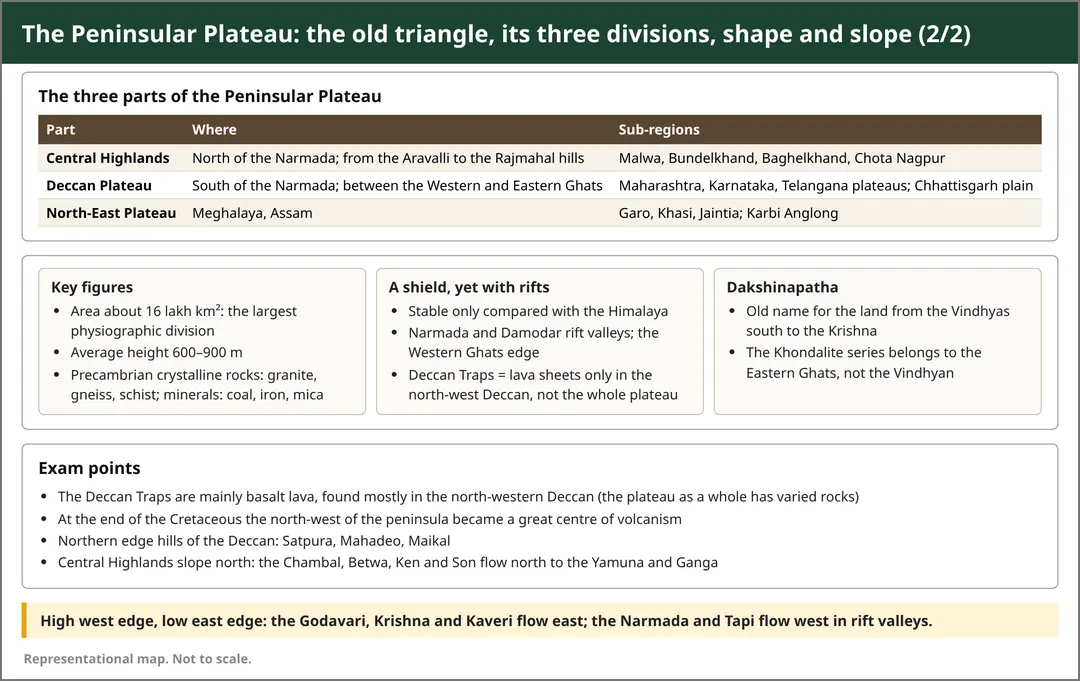 The Peninsular Plateau: the old triangle, its three divisions, shape and slope (2/2)
The three parts of the Peninsular Plateau
Part Where Sub-regions
Central Highlands North of the Narmada; from the Aravalli to the Rajmahal hills Malwa, Bundelkhand, Baghelkhand, Chota Nagpur
Deccan Plateau South of the Narmada; between the Western and Eastern Ghats Maharashtra, Karnataka, Telangana plateaus; Chhattisgarh plain
North-East Plateau Meghalaya, Assam Garo, Khasi, Jaintia; Karbi Anglong
Key figures
• Area about 16 lakh km²: the largest
physiographic division
• Average height 600–900 m
• Precambrian crystalline rocks: granite,
gneiss, schist; minerals: coal, iron, mica
A shield, yet with rifts
• Stable only compared with the Himalaya
• Narmada and Damodar rift valleys; the
Western Ghats edge
• Deccan Traps = lava sheets only in the
north-west Deccan, not the whole plateau
Dakshinapatha
• Old name for the land from the Vindhyas
south to the Krishna
• The Khondalite series belongs to the
Eastern Ghats, not the Vindhyan
Exam points
• The Deccan Traps are mainly basalt lava, found mostly in the north-western Deccan (the plateau as a whole has varied rocks)
• At the end of the Cretaceous the north-west of the peninsula became a great centre of volcanism
• Northern edge hills of the Deccan: Satpura, Mahadeo, Maikal
• Central Highlands slope north: the Chambal, Betwa, Ken and Son flow north to the Yamuna and Ganga
High west edge, low east edge: the Godavari, Krishna and Kaveri flow east; the Narmada and Tapi flow west in rift valleys.
Representational map. Not to scale.